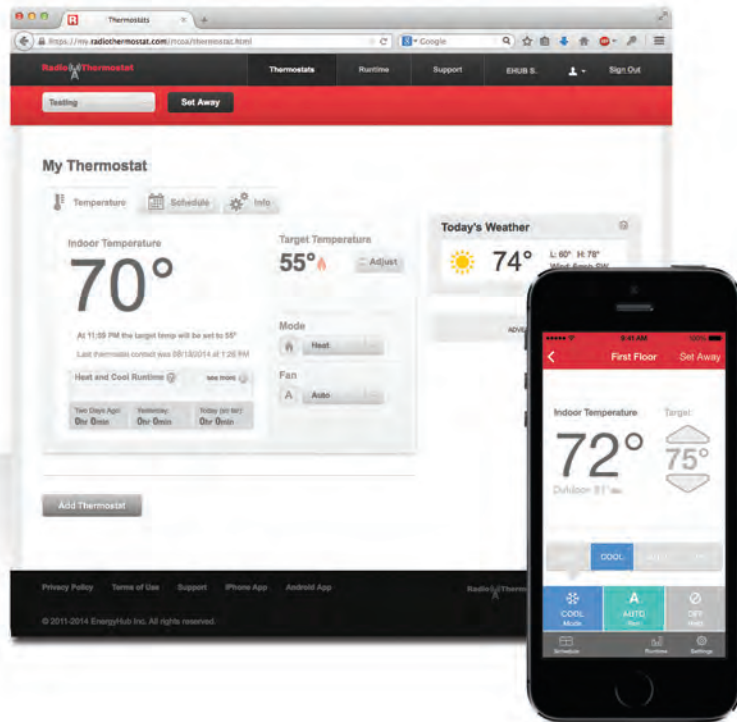 Thermostats
https://my.radiothermostat.com/rtcoa/thermostat.html
Google
Radio Thermostat
Thermostats
Runtime
Support
EHUB S.
Sign Out
Testing
Set Away
My Thermostat
Temperature
Schedule
Info
Indoor Temperature
70°
Target Temperature
55°
Adjust
At 11:59 PM the target temp will be set to 55°
Last thermostat contact was 08/13/2014 at 1:26 PM
Mode
Heat
Heat and Cool Runtime
see more
Fan
A
Auto
Two Days Ago:
0hr 0min
Yesterday:
0hr 0min
Today (so far):
0hr 0min
Add Thermostat
Today's Weather
74°
L: 60° H: 78°
Privacy Policy
Terms of Use
Support
iPhone App
Android App
© 2011-2014 EnergyHub Inc. All rights reserved.
9:41 AM
100%
First Floor
Set Away
Indoor Temperature
72°
Target
75°
Outdoor 81°
COOL
COOL
Mode
A
AUTO
Fan
OFF
Hold
Schedule
Runtime
Settings